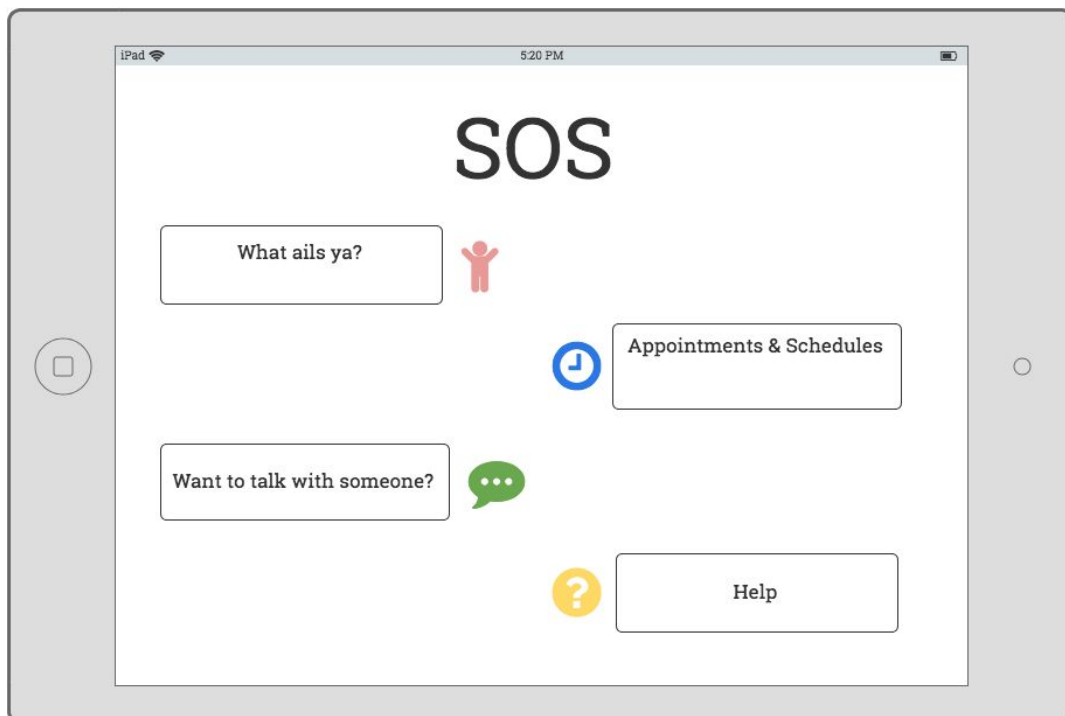 iPad
5:20 PM
SOS
What ails ya?
Appointments & Schedules
Want to talk with someone?
?
Help